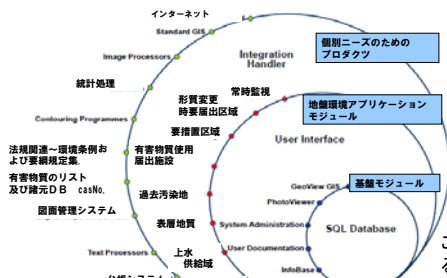 インターネット
Standard GIS
Integration
Handler
個別ニーズのための
プロダクツ
Image Processors
統計処理
形質変更
時要届出区域
常時監視
地盤環境アプリケーション
モジュール
Contouring Programmes
要措置区域
User Interface
法規関連～環境条例お
よび要綱規定集.
有害物質使用
届出施設
有害物質のリスト
及び諸元DB casNo.
GeoView GIS
基盤モジュール
過去汚染地
PhotoViewer
図面管理システム
表層地質
System Administration
SQL Database
Text Processors
上水
供給域
User Documentation
InfoBase